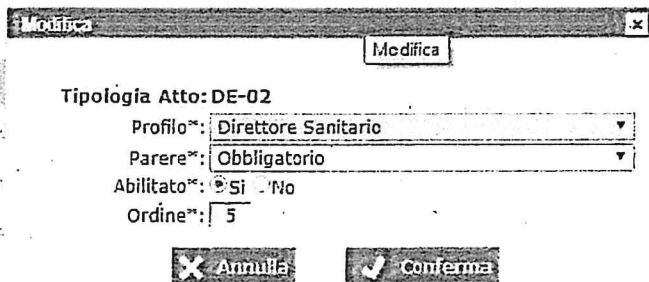 Modifica
Modifica
Tipologia Atto: DE-02
Profilo*: Direttore Sanitario
Parere*: Obbligatorio
Abilitato*: Si No
Ordine*: 5
Annulla Conferma